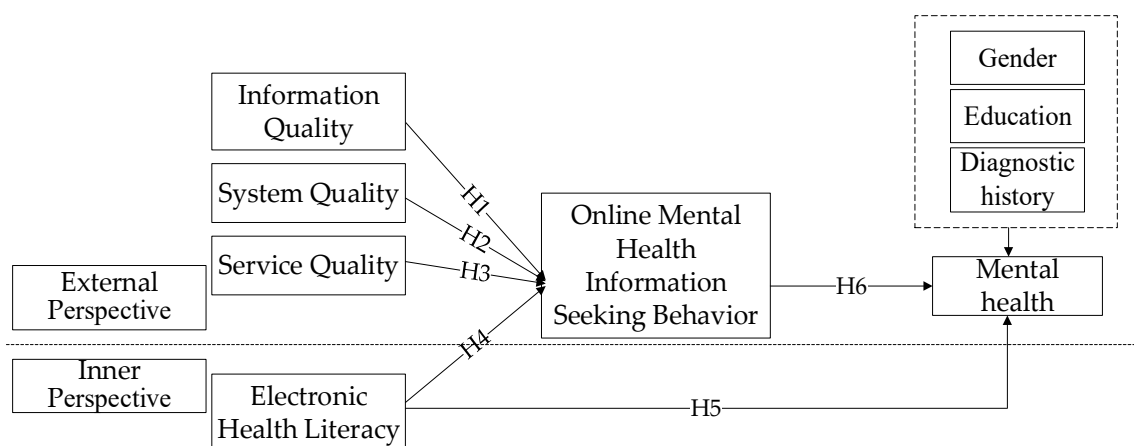 Information
Quality
System Quality
Service Quality
External
Perspective
Inner
Perspective
Electronic
Health Literacy
H1
H2
H3
H4
Online Mental
Health
Information
Seeking Behavior
H5
H6
Gender
Education
Diagnostic
history
Mental
health